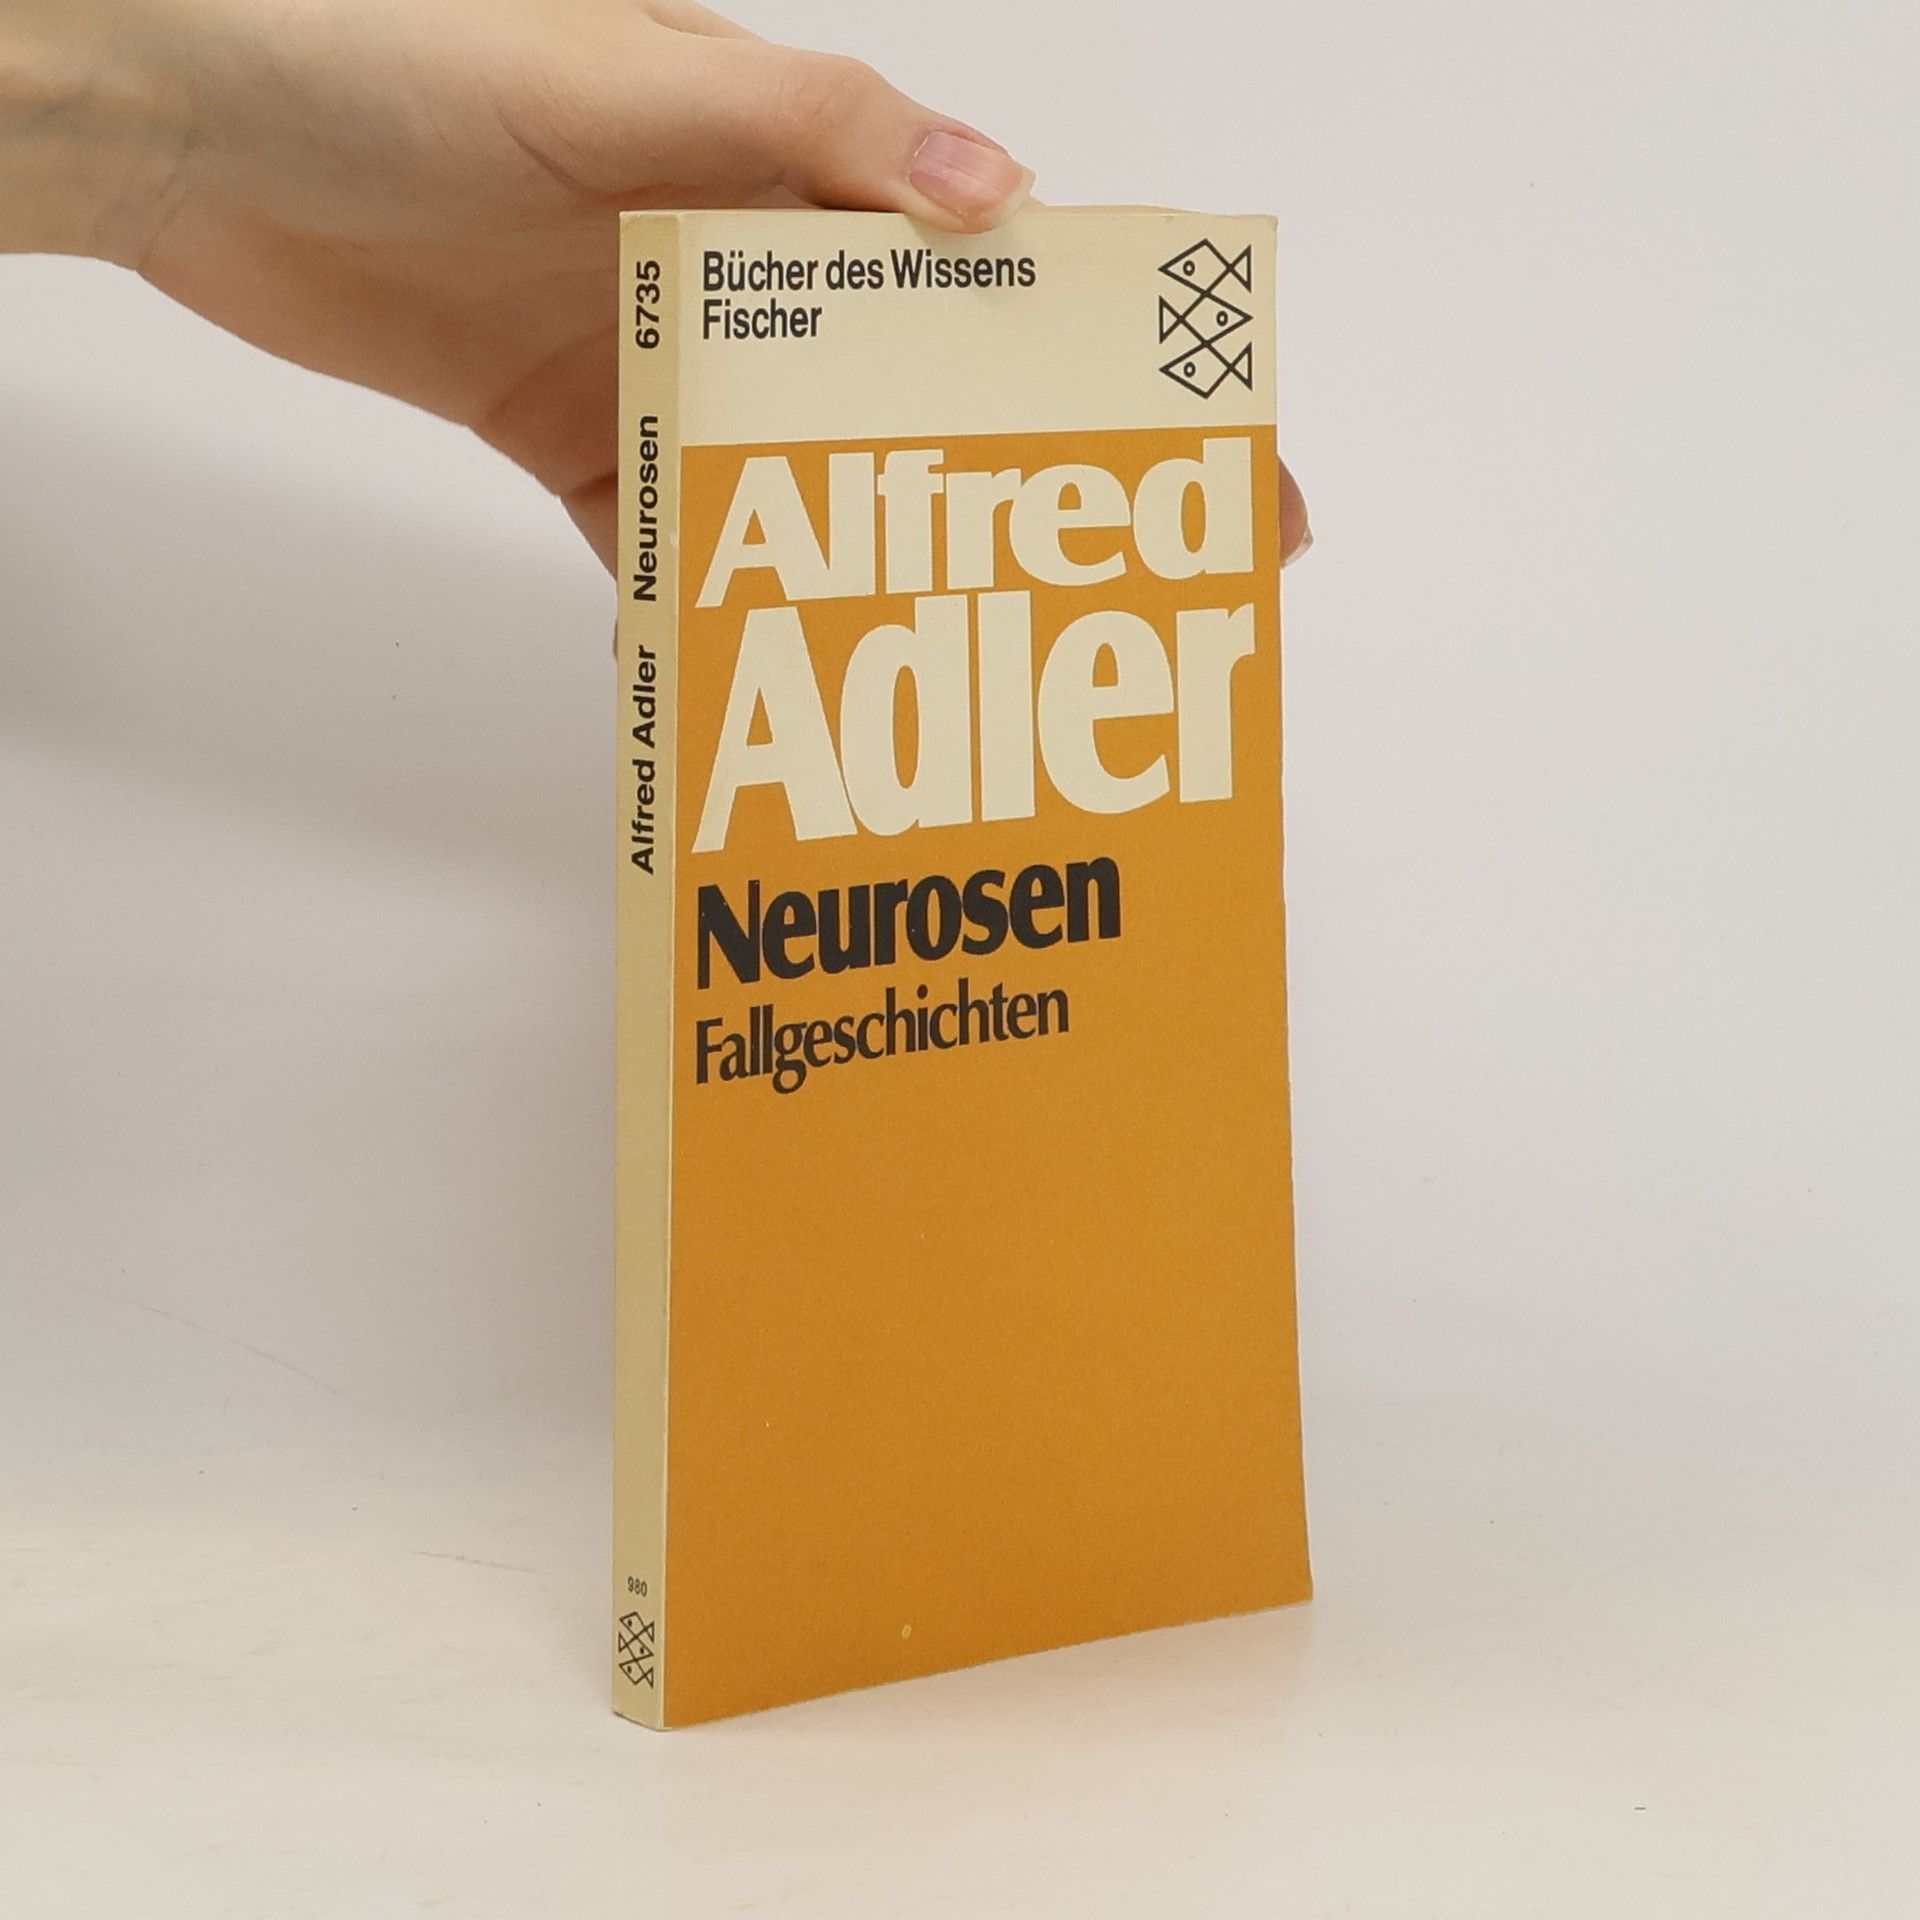 Bücher des Wissens
Fischer
Alfred
Adler
Neurosen
Fallgeschichten
Alfred Adler Neurosen 6735
980